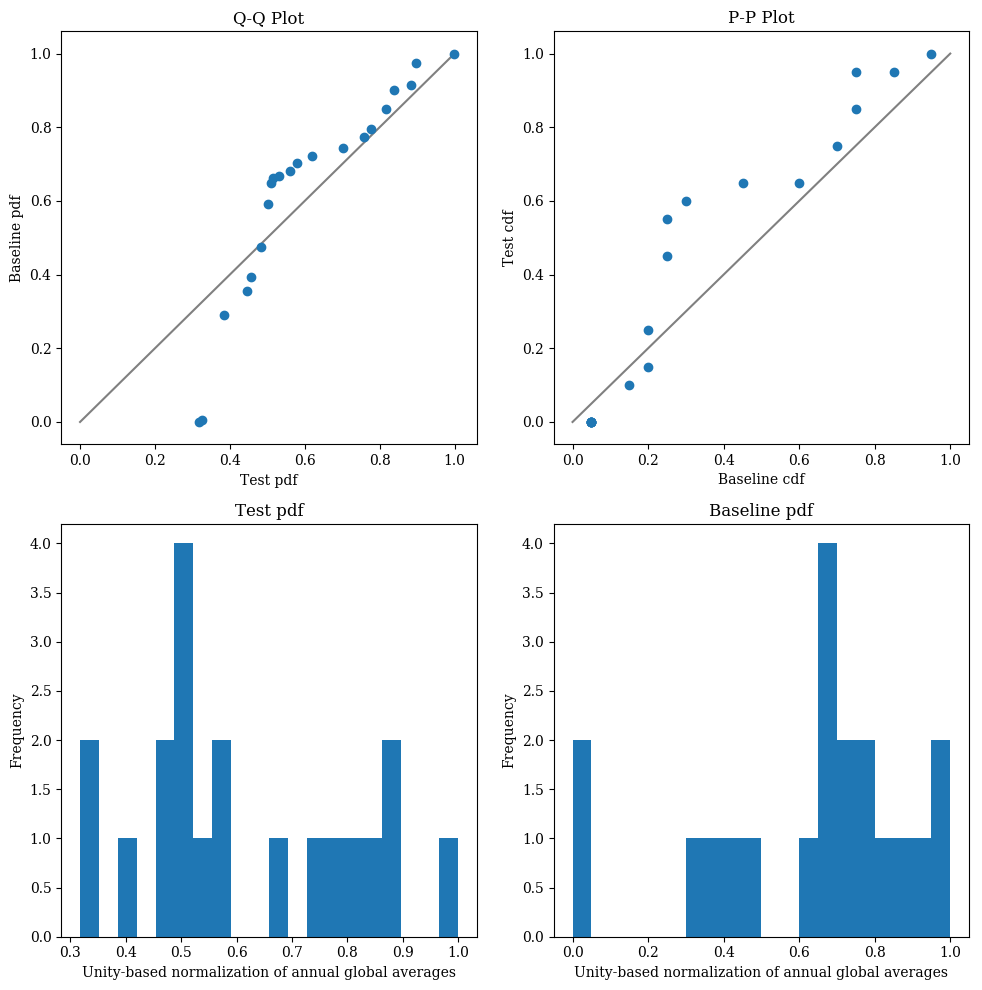 Q-Q Plot
Baseline pdf
1.0
0.8
0.6
0.4
0.2
0.0
0.0 0.2 0.4 0.6 0.8 1.0
Test pdf
P-P Plot
Test cdf
1.0
0.8
0.6
0.4
0.2
0.0
0.0 0.2 0.4 0.6 0.8 1.0
Baseline cdf
Test pdf
Frequency
4.0
3.5
3.0
2.5
2.0
1.5
1.0
0.5
0.0
0.3 0.4 0.5 0.6 0.7 0.8 0.9 1.0
Unity-based normalization of annual global averages
Baseline pdf
Frequency
4.0
3.5
3.0
2.5
2.0
1.5
1.0
0.5
0.0
0.0 0.2 0.4 0.6 0.8 1.0
Unity-based normalization of annual global averages